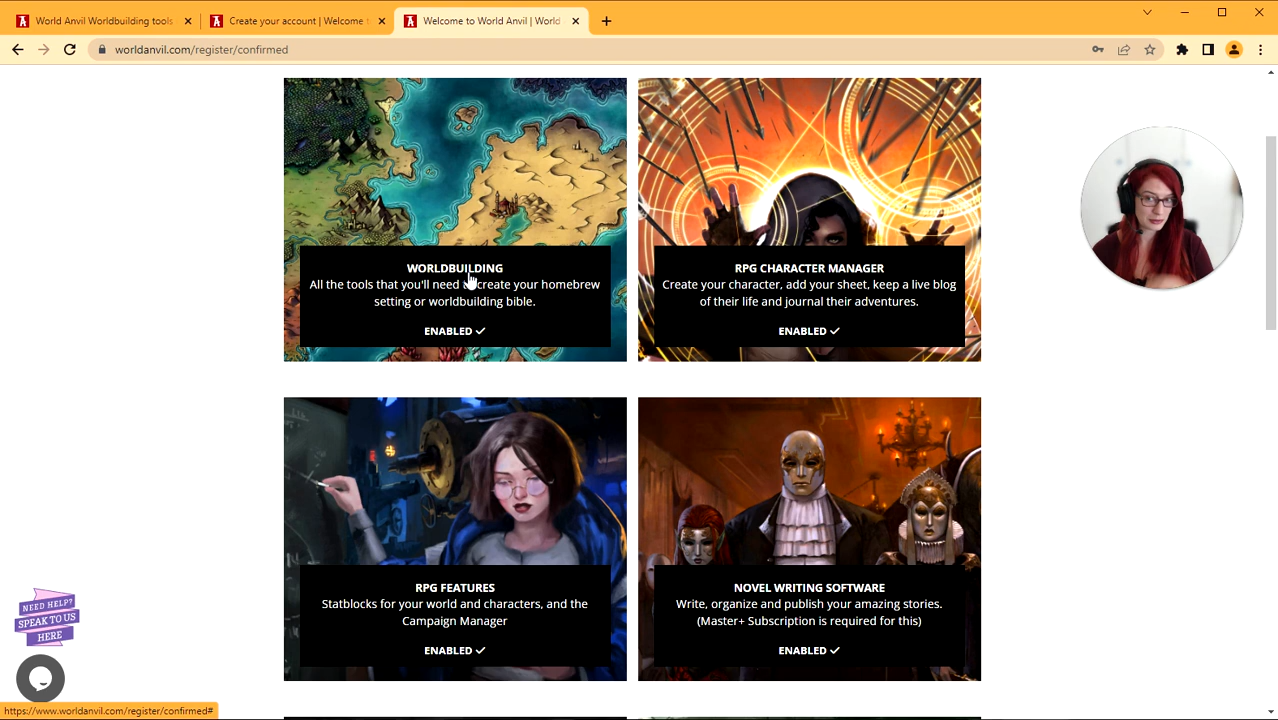 World Anvil Worldbuilding tools
Create your account | Welcome t
Welcome to World Anvil | World
worldanvil.com/register/confirmed
WORLDBUILDING
All the tools that you'll need to create your homebrew
setting or worldbuilding bible.
ENABLED ✓
RPG CHARACTER MANAGER
Create your character, add your sheet, keep a live blog
of their life and journal their adventures.
ENABLED ✓
RPG FEATURES
Statblocks for your world and characters, and the
Campaign Manager
ENABLED ✓
NOVEL WRITING SOFTWARE
Write, organize and publish your amazing stories.
(Master+ Subscription is required for this)
ENABLED ✓
NEED HELP?
SPEAK TO US
HERE
https://www.worldanvil.com/register/confirmed#